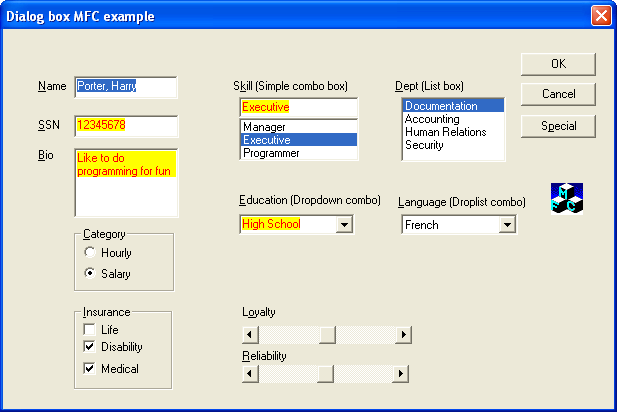 Dialog box MFC example
Name
Porter, Harry
SSN
12345678
Bio
Like to do
programming for fun
Category
Hourly
Salary
Insurance
Life
Disability
Medical
Skill (Simple combo box)
Executive
Manager
Executive
Programmer
Education (Dropdown combo)
High School
Loyalty
Reliability
Dept (List box)
Documentation
Accounting
Human Relations
Security
Language (Droplist combo)
French
OK
Cancel
Special
M
F C